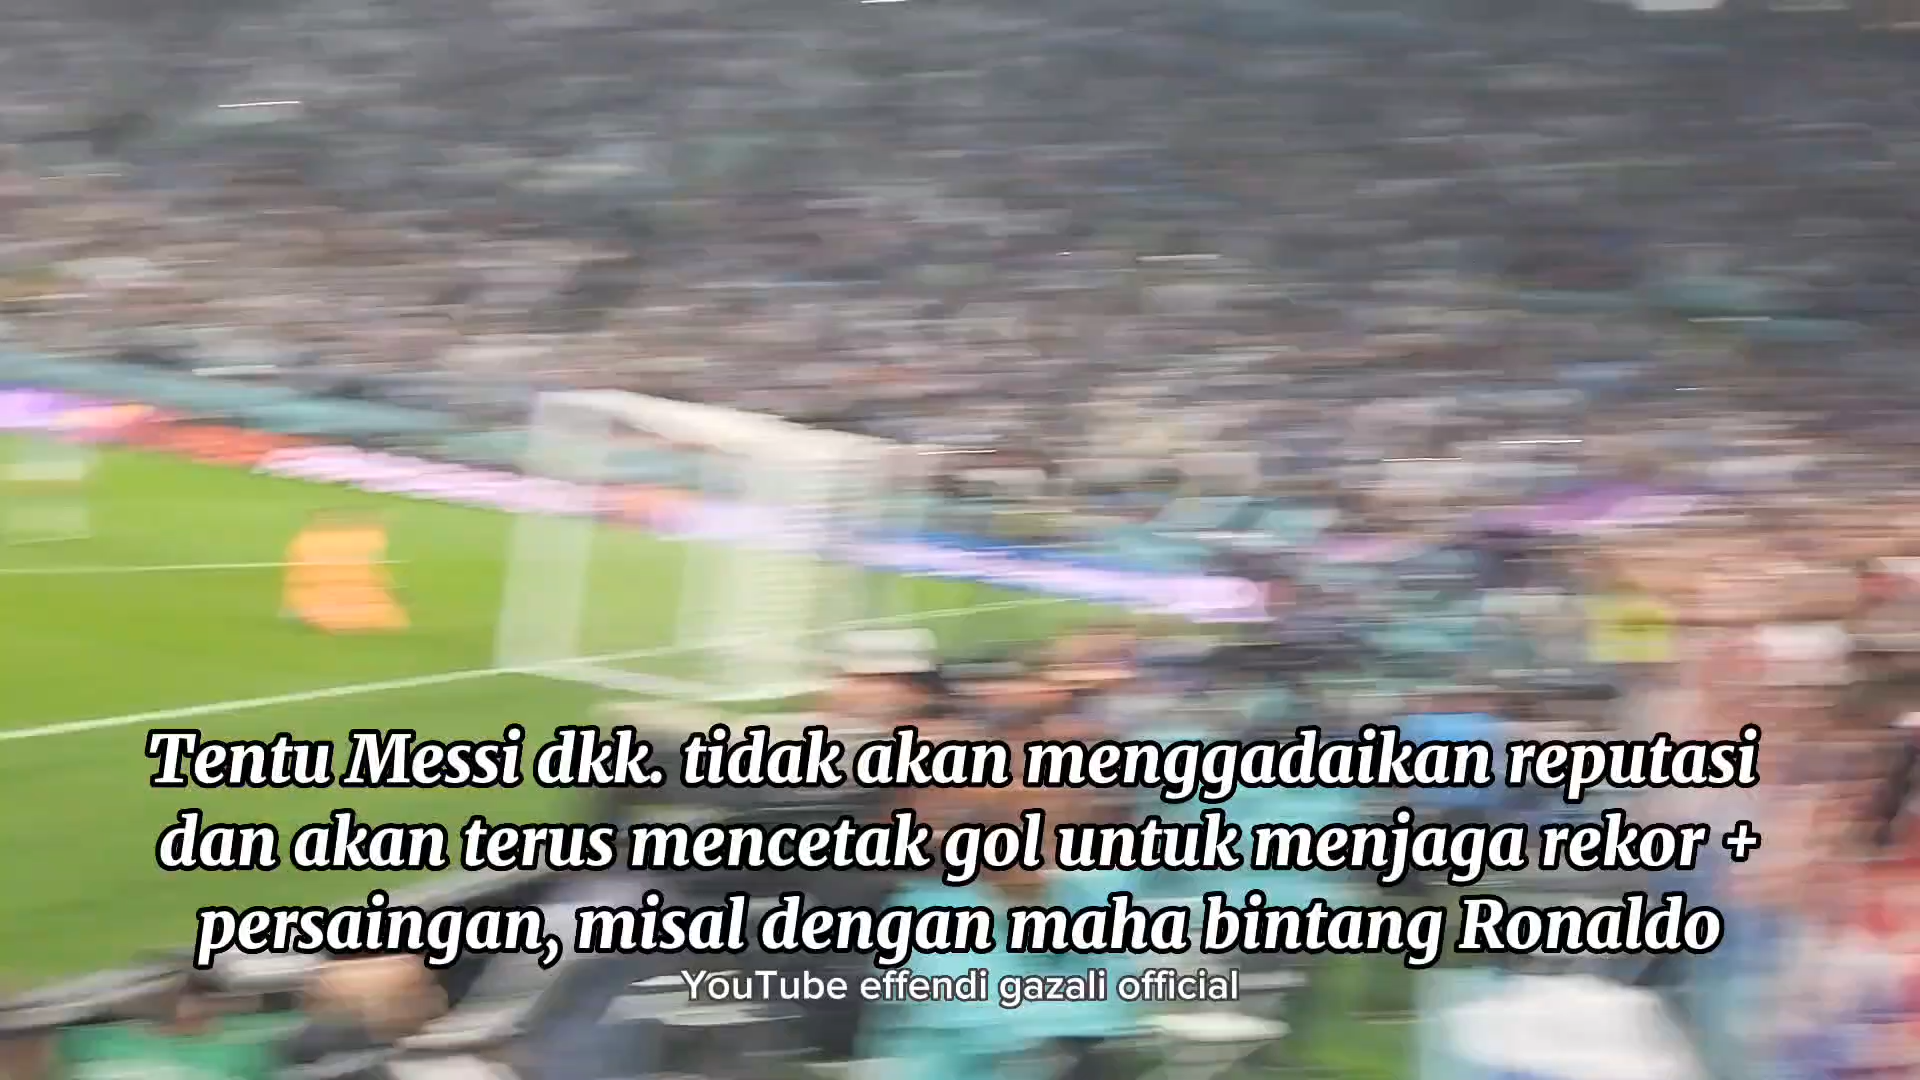 Tentu Messi dkk. tidak akan menggadaikan reputasi
dan akan terus mencetak gol untuk menjaga rekor +
persaingan, misal dengan maha bintang Ronaldo
YouTube effendi gazali official